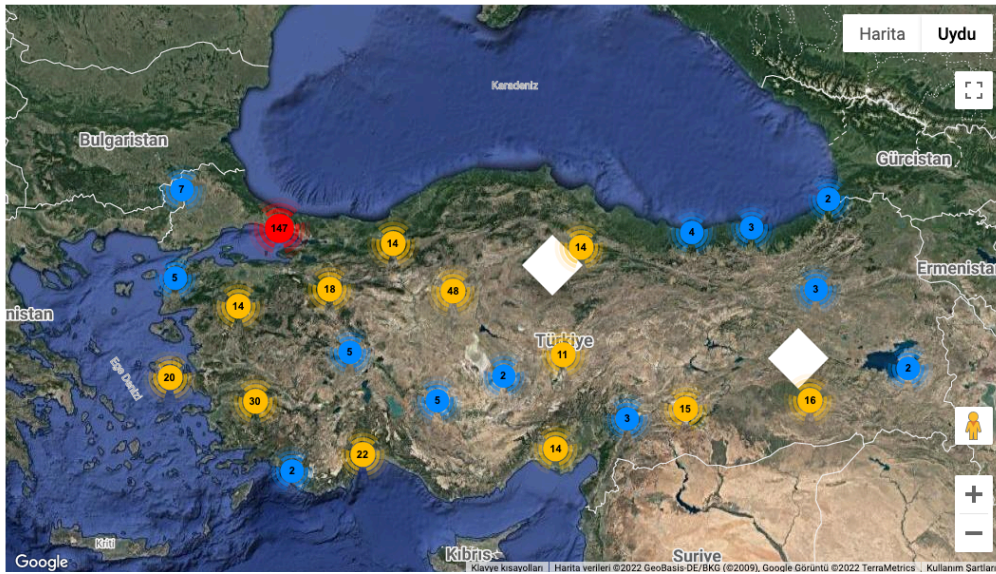 Harita Uydu
Karadeniz
Bulgaristan
Gürcistan
7
2
147
4
3
14
14
Ermenistan
5
18
48
3
14
nistan
Türkiye
5
11
2
2
Ege Denizi
20
30
5
15
16
3
22
14
2
Kriti
Kıbrıs
Suriye
Google
Klavye kısayolları Harita verileri ©2022 GeoBasis-DE/BKG (©2009), Google Görüntü ©2022 TerraMetrics Kullanım Şartları